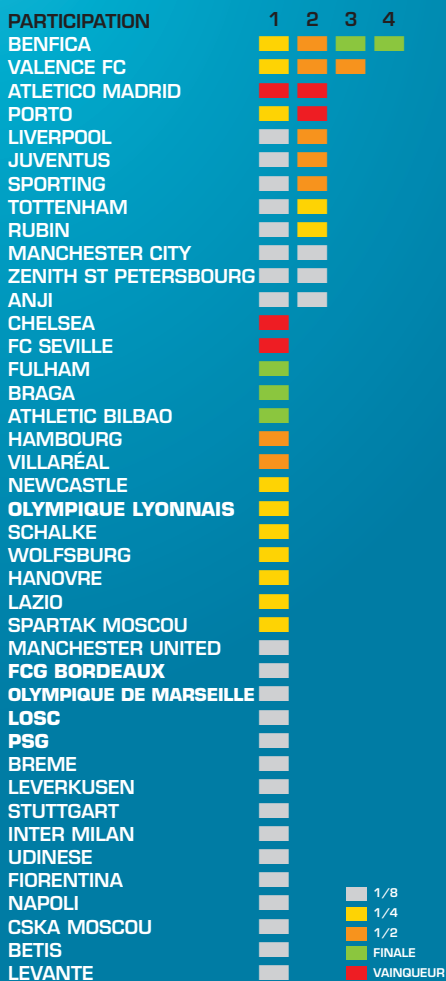 PARTICIPATION 1 2 3 4
BENFICA
VALENCE FC
ATLETICO MADRID
PORTO
LIVERPOOL
JUVENTUS
SPORTING
TOTTENHAM
RUBIN
MANCHESTER CITY
ZENITH ST PETERSBOURG
ANJI
CHELSEA
FC SEVILLE
FULHAM
BRAGA
ATHLETIC BILBAO
HAMBOURG
VILLARÉAL
NEWCASTLE
OLYMPIQUE LYONNAIS
SCHALKE
WOLFSBURG
HANOVRE
LAZIO
SPARTAK MOSCOU
MANCHESTER UNITED
FCG BORDEAUX
OLYMPIQUE DE MARSEILLE
LOSC
PSG
BREME
LEVERKUSEN
STUTTGART
INTER MILAN
UDINESE
FIORENTINA
NAPOLI
CSKA MOSCOU
BETIS
LEVANTE
1/8
1/4
1/2
FINALE
VAINQUEUR